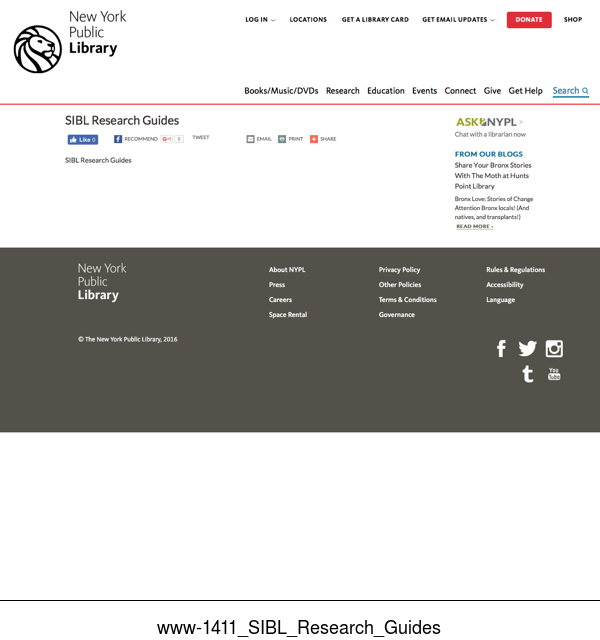 New York
Public
Library
LOG IN
LOCATIONS
GET A LIBRARY CARD
GET EMAIL UPDATES
DONATE
SHOP
Books/Music/DVDs Research Education Events Connect Give Get Help Search
SIBL Research Guides
Like 0
RECOMMEND
G+1 0
TWEET
EMAIL
PRINT
SHARE
SIBL Research Guides
ASK NYPL >
Chat with a librarian now
FROM OUR BLOGS
Share Your Bronx Stories
With The Moth at Hunts
Point Library
Bronx Love: Stories of Change
Attention Bronx locals! (And
natives, and transplants!)
READ MORE ›
New York
Public
Library
About NYPL
Press
Careers
Space Rental
Privacy Policy
Other Policies
Terms & Conditions
Governance
Rules & Regulations
Accessibility
Language
© The New York Public Library, 2016
f
t
You
Tube
www-1411_SIBL_Research_Guides